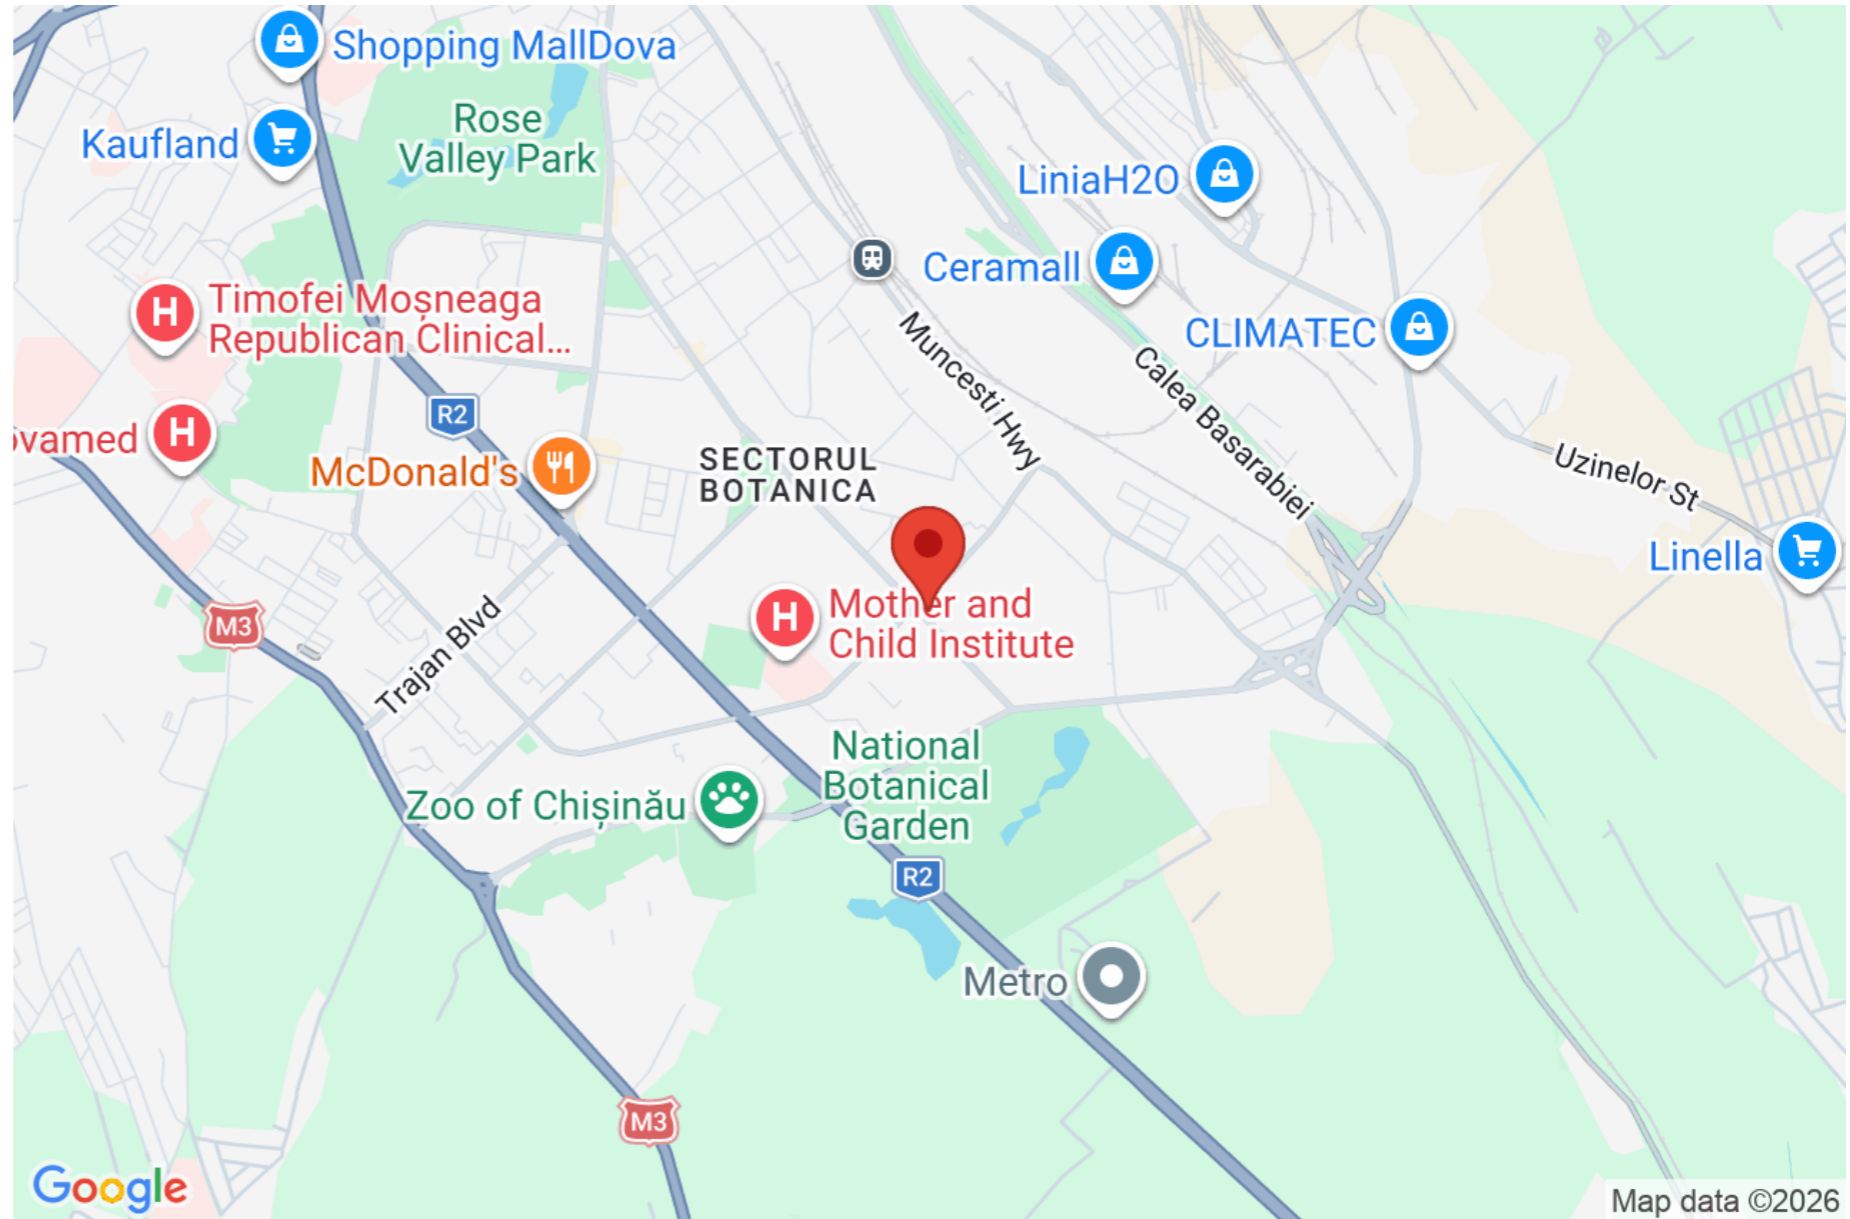 Shopping MallDova
Rose
Valley Park
Kaufland
LiniaH2O
Ceramall
Timofei Moșneaga
Republican Clinical...
H
CLIMATEC
Muncesti Hwy
Calea Basarabiei
R2
H
ovamed
McDonald's
SECTORUL
BOTANICA
Uzinelor St
Linella
M3
H
Mother and
Child Institute
Trajan Blvd
National
Botanical
Garden
Zoo of Chișinău
R2
Metro
M3
Google
Map data ©2026